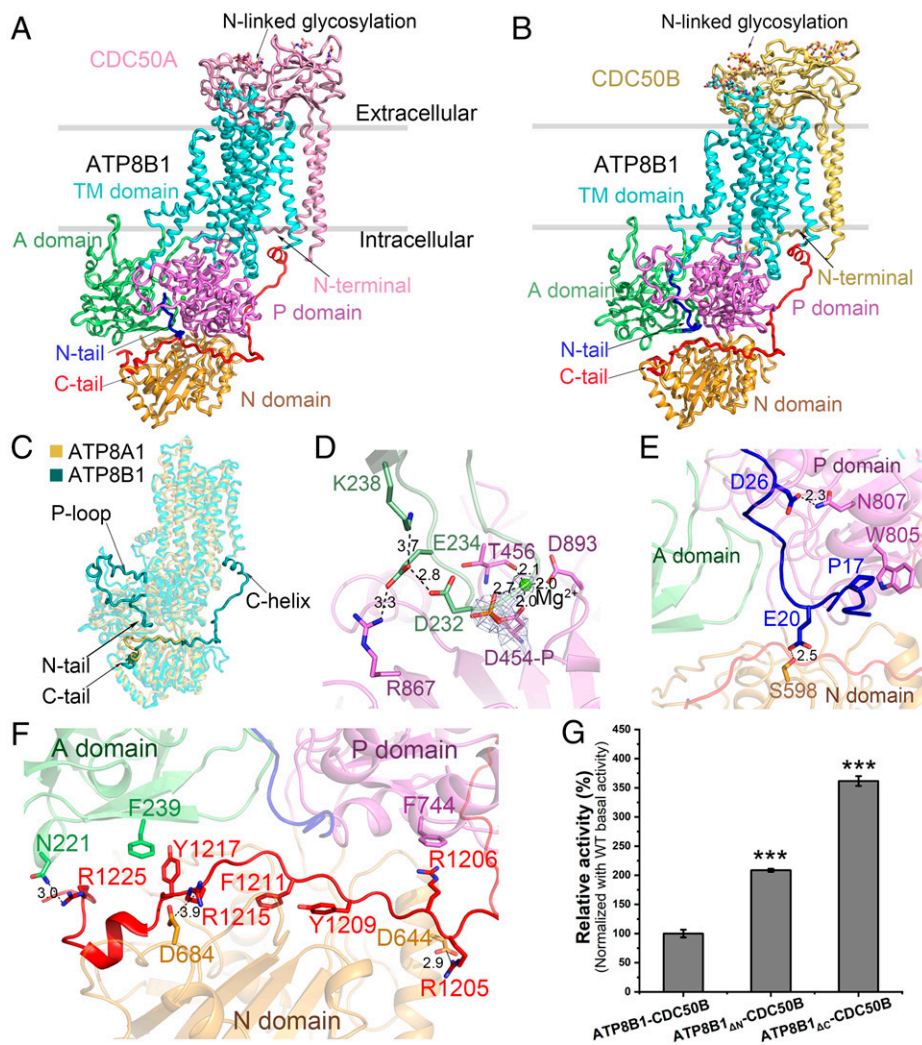 A
N-linked glycosylation
CDC50A
Extracellular
ATP8B1
TM domain
A domain
Intracellular
N-terminal
P domain
N-tail
C-tail
N domain
B
N-linked glycosylation
CDC50B
ATP8B1
TM domain
A domain
N-terminal
P domain
N-tail
C-tail
N domain
C
ATP8A1
ATP8B1
P-loop
C-helix
N-tail
C-tail
D
K238
E234
T456
D893
3.7
2.8
2.1
2.7
2.0
Mg2+
2.0
3.3
D232
D454-P
R867
E
P domain
D26
2.3
N807
W805
A domain
P17
E20
2.5
S598
N domain
F
A domain
P domain
F239
F744
N221
Y1217
R1206
3.0
R1225
F1211
3.9
R1215
Y1209
D644
D684
2.9
R1205
N domain
G
Relative activity (%)
(Normalized with WT basal activity)
450
400
350
300
250
200
150
100
50
0
***
***
ATP8B1-CDC50B
ATP8B1ΔN-CDC50B
ATP8B1ΔC-CDC50B